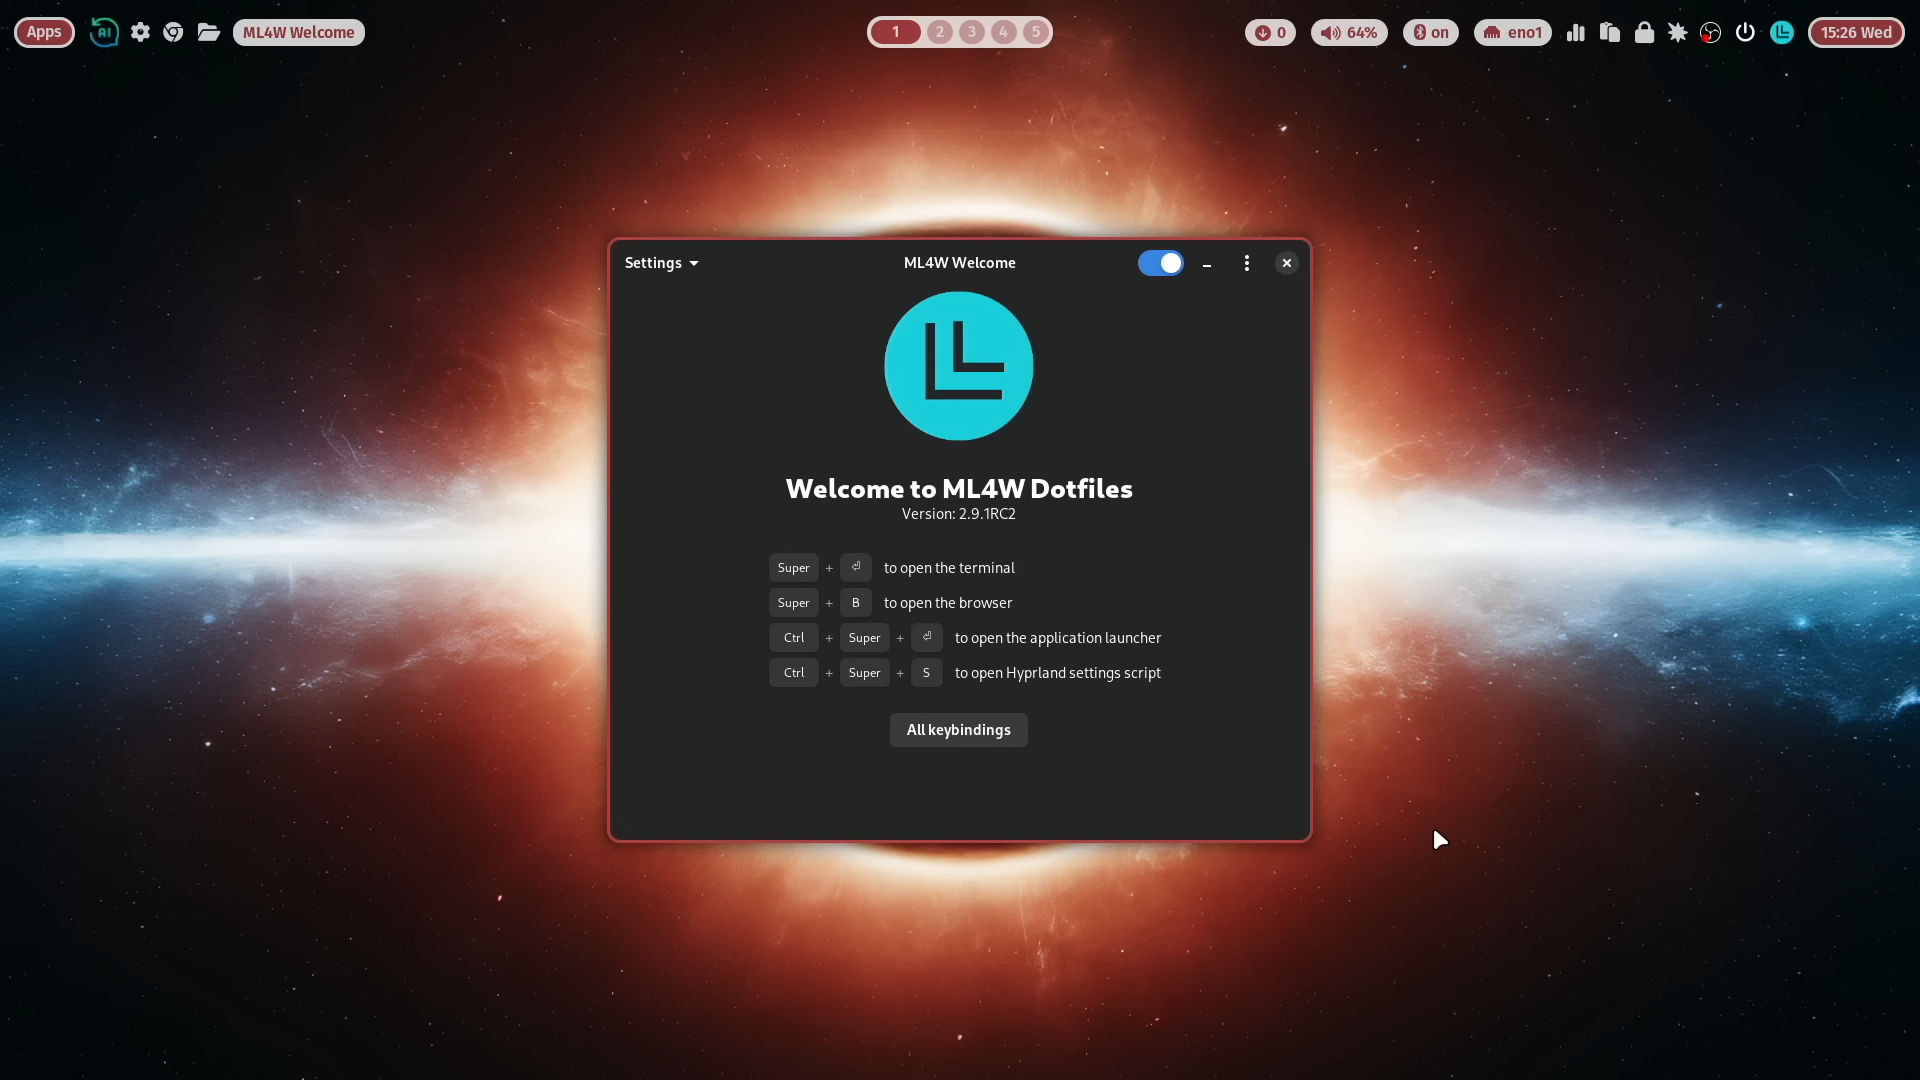 Apps AI ML4W Welcome 1 2 3 4 5 0 64% on eno1 15:26 Wed
Settings ML4W Welcome
Welcome to ML4W Dotfiles
Version: 2.9.1RC2
Super + ⏎ to open the terminal
Super + B to open the browser
Ctrl + Super + ⏎ to open the application launcher
Ctrl + Super + S to open Hyprland settings script
All keybindings